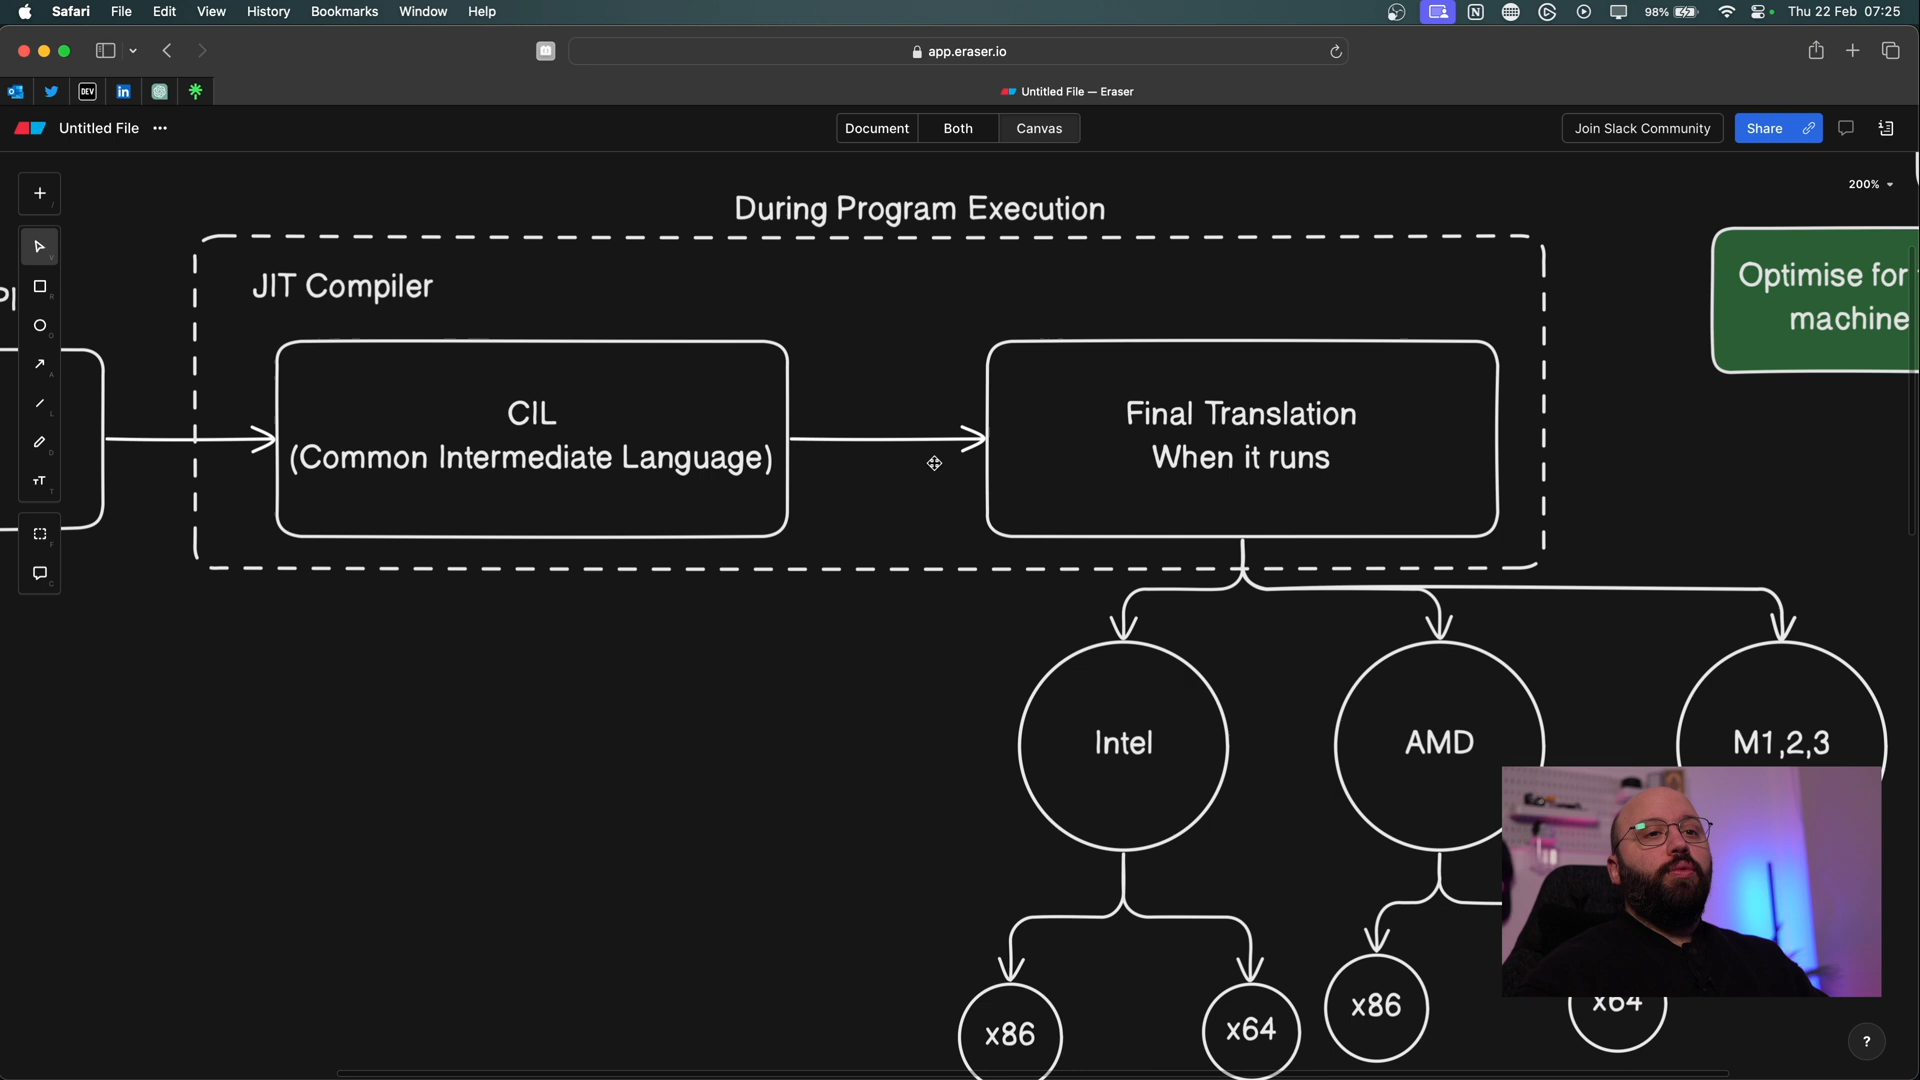 Safari File Edit View History Bookmarks Window Help
98% Thu 22 Feb 07:25
app.eraser.io
DEV
Untitled File — Eraser
Untitled File ...
Document Both Canvas
Join Slack Community Share
200%
During Program Execution
JIT Compiler
CIL
(Common Intermediate Language)
Final Translation
When it runs
Optimise for
machine
Intel
AMD
M1,2,3
x86
x64
x86
x64
?